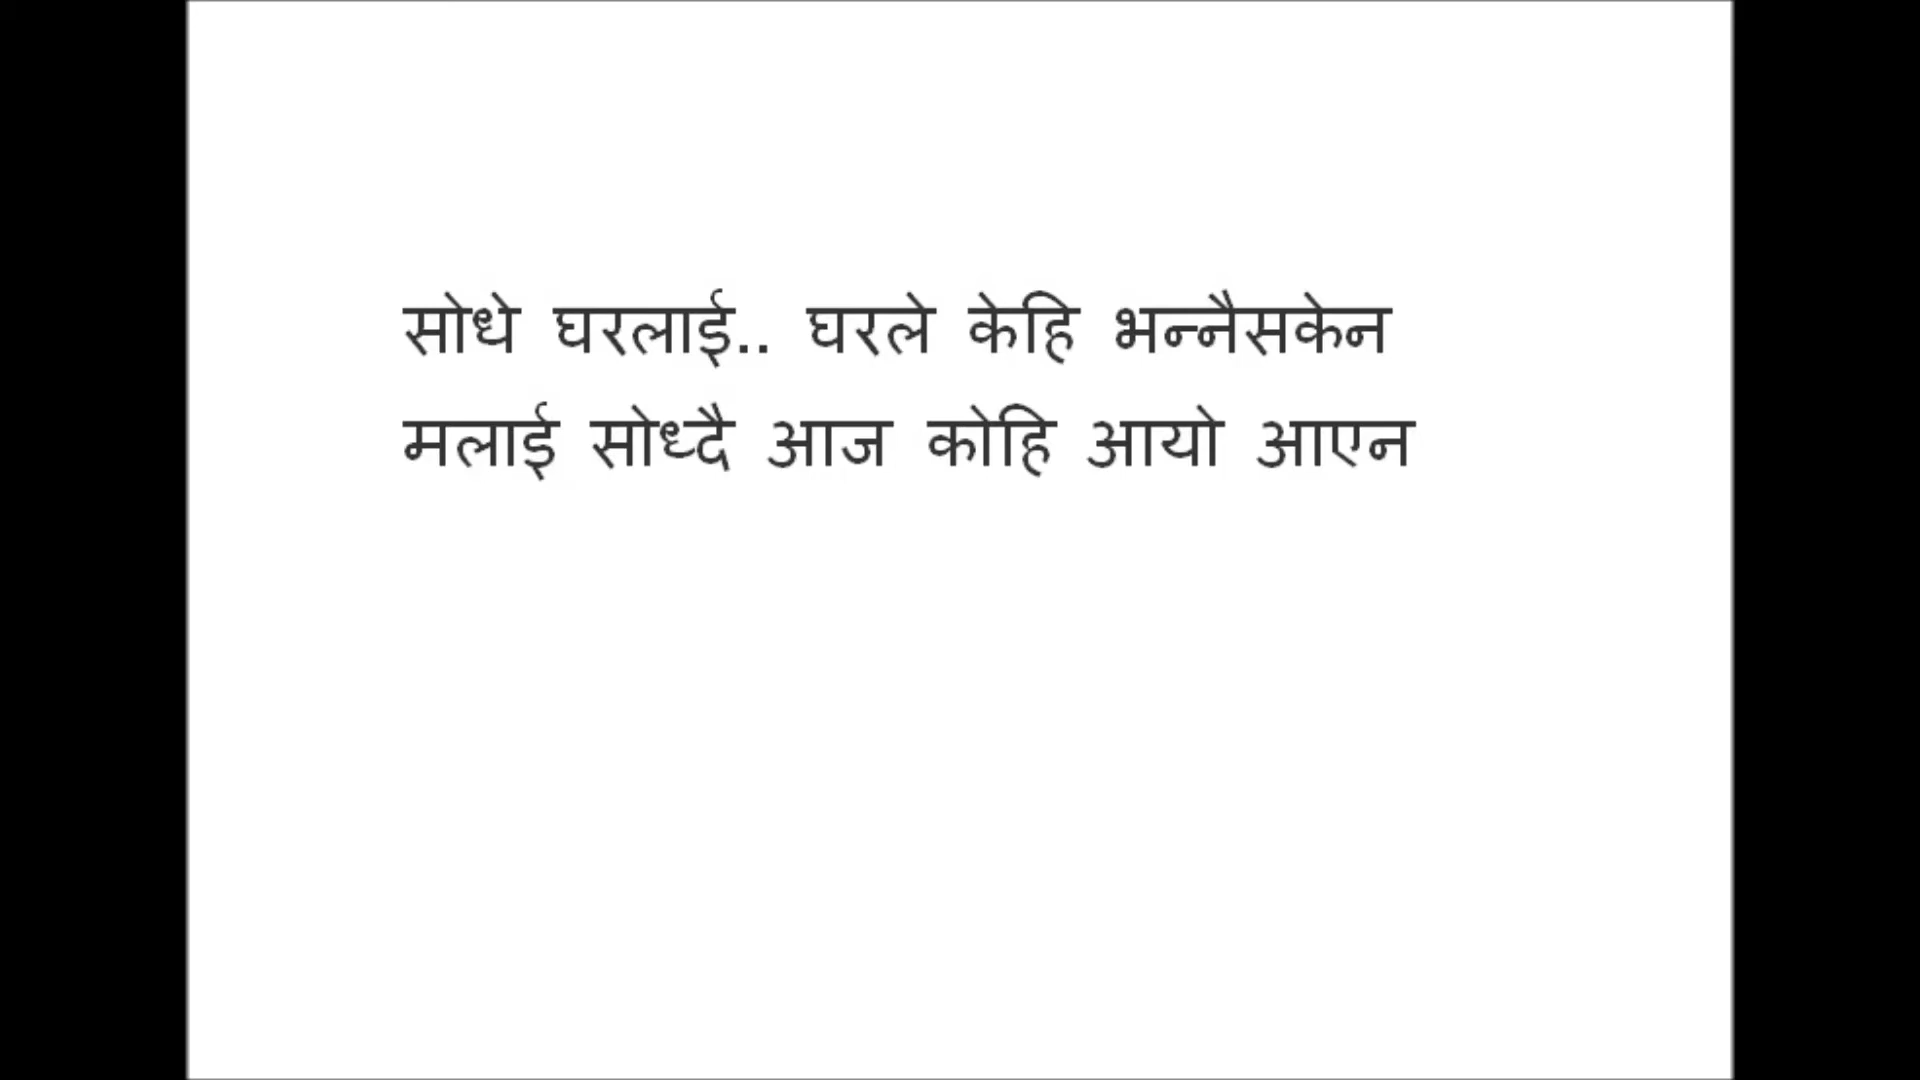 सोधे घरलाई.. घरले केहि भन्नैसकेन
मलाई सोध्दै आज कोहि आयो आएन